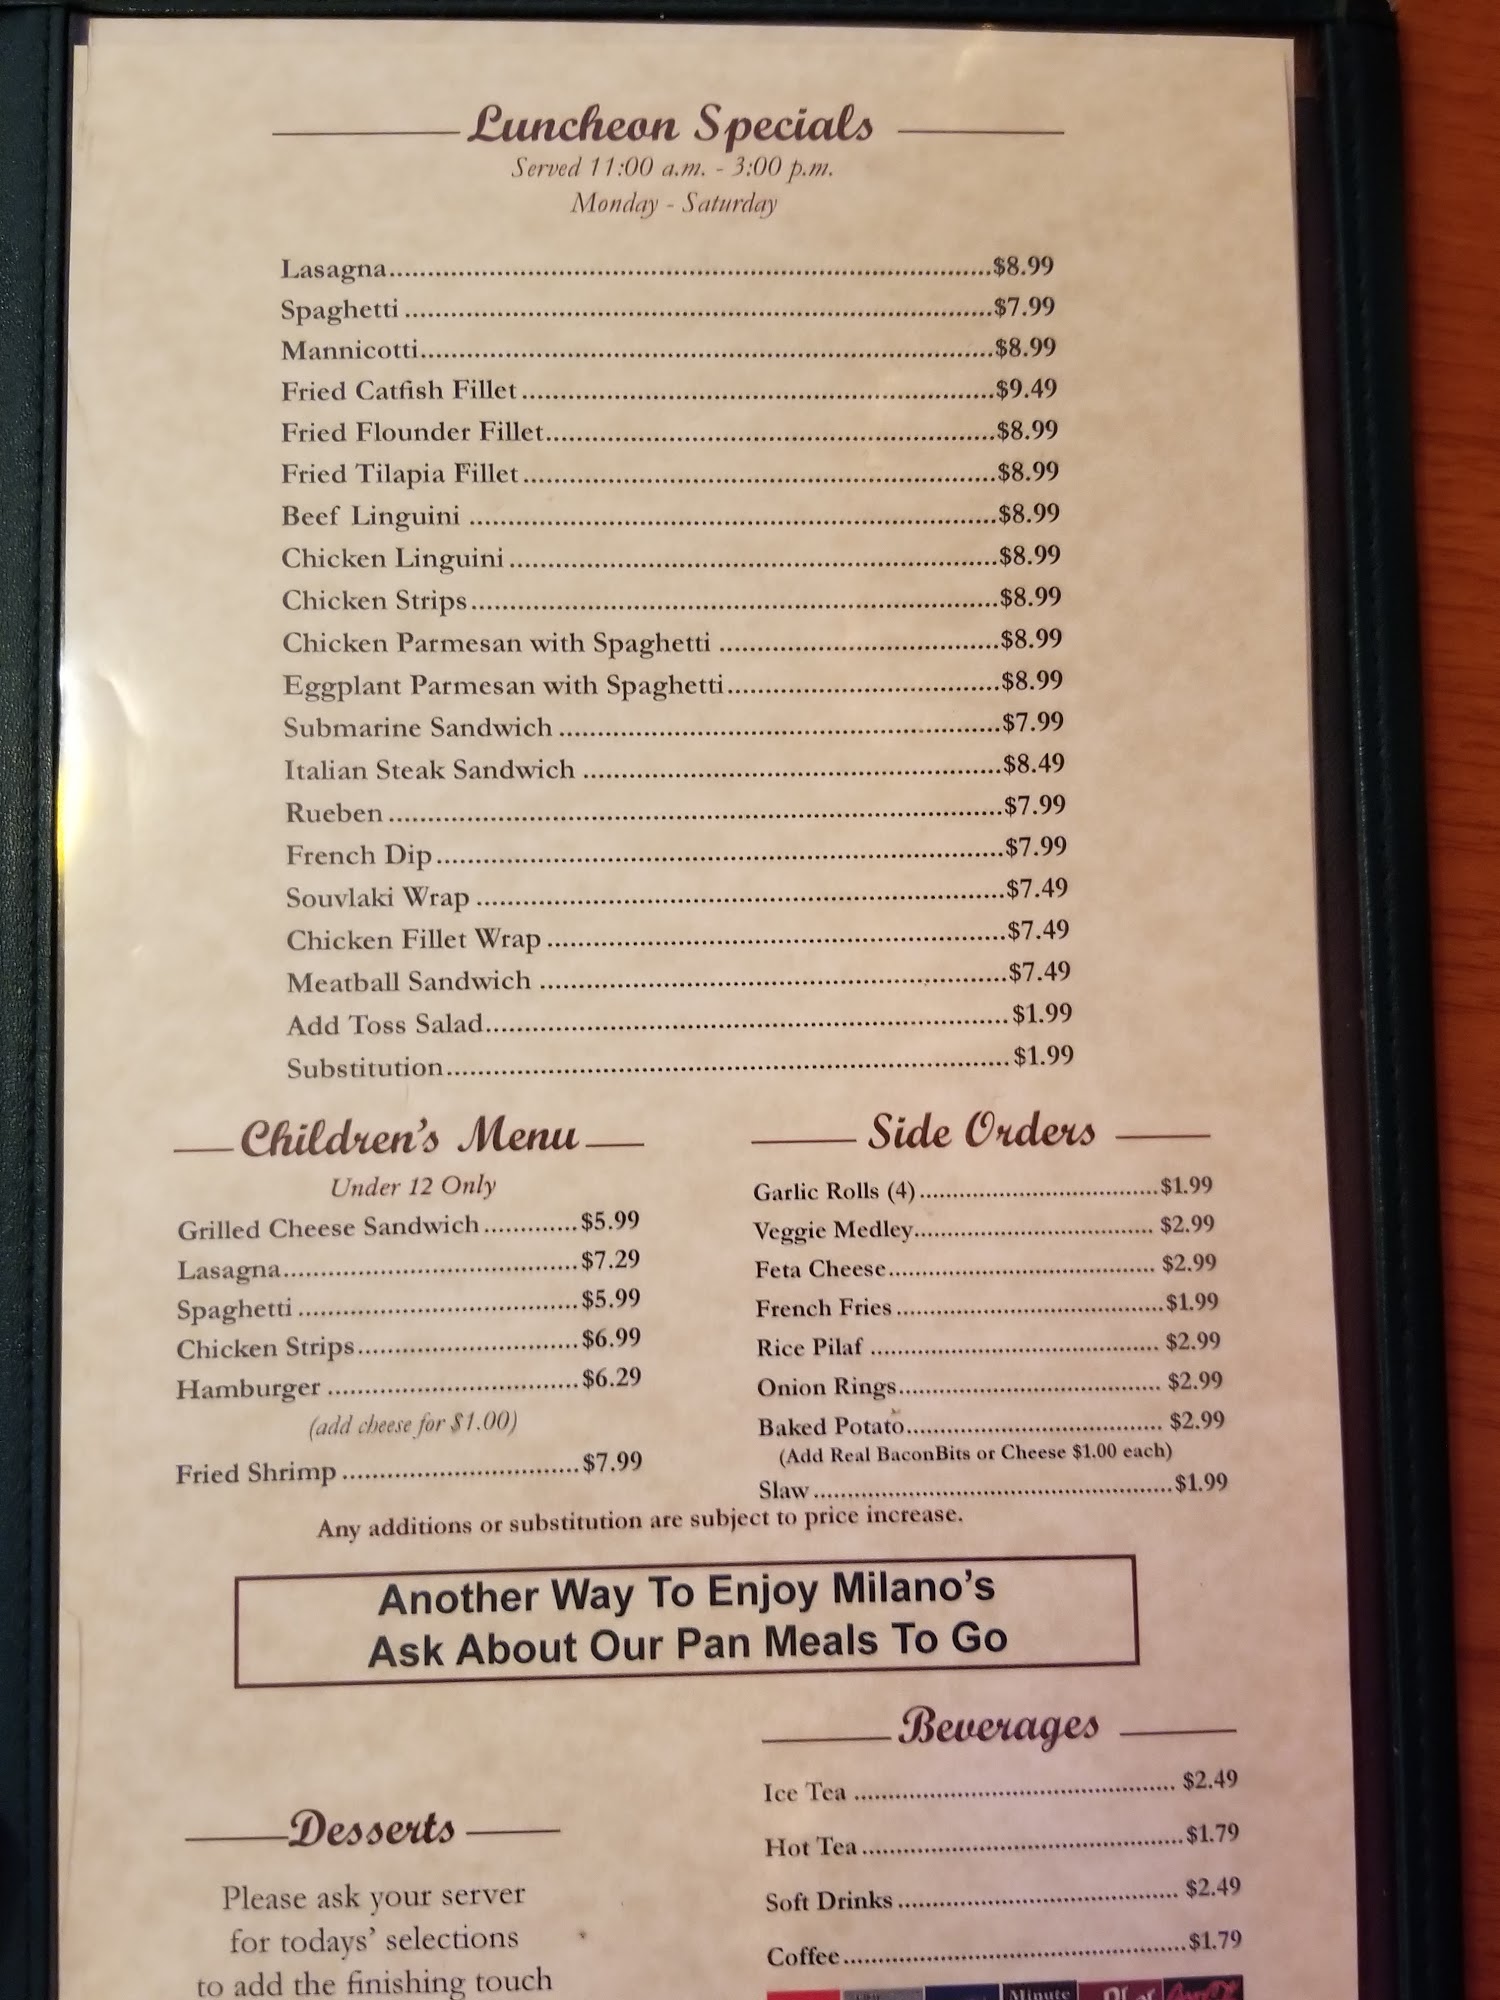 Luncheon Specials
Served 11:00 a.m. - 3:00 p.m.
Monday - Saturday
Lasagna $8.99
Spaghetti $7.99
Mannicotti $8.99
Fried Catfish Fillet $9.49
Fried Flounder Fillet $8.99
Fried Tilapia Fillet $8.99
Beef Linguini $8.99
Chicken Linguini $8.99
Chicken Strips $8.99
Chicken Parmesan with Spaghetti $8.99
Eggplant Parmesan with Spaghetti $8.99
Submarine Sandwich $7.99
Italian Steak Sandwich $8.49
Rueben $7.99
French Dip $7.99
Souvlaki Wrap $7.49
Chicken Fillet Wrap $7.49
Meatball Sandwich $7.49
Add Toss Salad $1.99
Substitution $1.99
Children's Menu
Under 12 Only
Grilled Cheese Sandwich $5.99
Lasagna $7.29
Spaghetti $5.99
Chicken Strips $6.99
Hamburger $6.29
(add cheese for $1.00)
Fried Shrimp $7.99
Side Orders
Garlic Rolls (4) $1.99
Veggie Medley $2.99
Feta Cheese $2.99
French Fries $1.99
Rice Pilaf $2.99
Onion Rings $2.99
Baked Potato $2.99
(Add Real BaconBits or Cheese $1.00 each)
Slaw $1.99
Any additions or substitution are subject to price increase.
Another Way To Enjoy Milano's
Ask About Our Pan Meals To Go
Desserts
Please ask your server
for todays' selections
to add the finishing touch
Beverages
Ice Tea $2.49
Hot Tea $1.79
Soft Drinks $2.49
Coffee $1.79
Minute